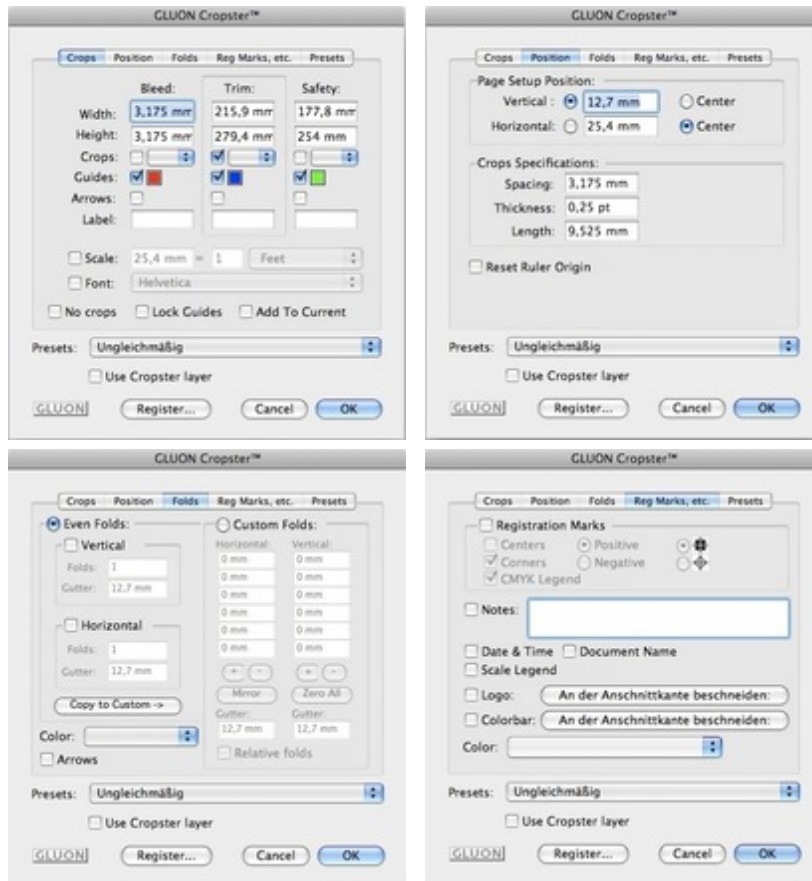 GLUON Cropster™
Crops Position Folds Reg Marks, etc. Presets
Bleed: Trim: Safety:
Width: 3,175 mm 215,9 mm 177,8 mm
Height: 3,175 mm 279,4 mm 254 mm
Crops:
Guides:
Arrows:
Label:
Scale: 25,4 mm = 1 Feet
Font: Helvetica
No crops Lock Guides Add To Current
Presets: Ungleichmäßig
Use Cropster layer
GLUON Register... Cancel OK
GLUON Cropster™
Crops Position Folds Reg Marks, etc. Presets
Page Setup Position:
Vertical : 12,7 mm Center
Horizontal: 25,4 mm Center
Crops Specifications:
Spacing: 3,175 mm
Thickness: 0,25 pt
Length: 9,525 mm
Reset Ruler Origin
Presets: Ungleichmäßig
Use Cropster layer
GLUON Register... Cancel OK
GLUON Cropster™
Crops Position Folds Reg Marks, etc. Presets
Even Folds: Custom Folds:
Vertical Horizontal: Vertical:
Folds: 1 0 mm 0 mm
Gutter: 12,7 mm 0 mm 0 mm
0 mm 0 mm
0 mm 0 mm
Horizontal 0 mm 0 mm
Folds: 1 0 mm 0 mm
Gutter: 12,7 mm + - + -
Copy to Custom -> Mirror Zero All
Gutter: Gutter:
Color: 12,7 mm 12,7 mm
Arrows Relative folds
Presets: Ungleichmäßig
Use Cropster layer
GLUON Register... Cancel OK
GLUON Cropster™
Crops Position Folds Reg Marks, etc. Presets
Registration Marks
Centers Positive
Corners Negative
CMYK Legend
Notes:
Date & Time Document Name
Scale Legend
Logo: An der Anschnittkante beschneiden:
Colorbar: An der Anschnittkante beschneiden:
Color:
Presets: Ungleichmäßig
Use Cropster layer
GLUON Register... Cancel OK